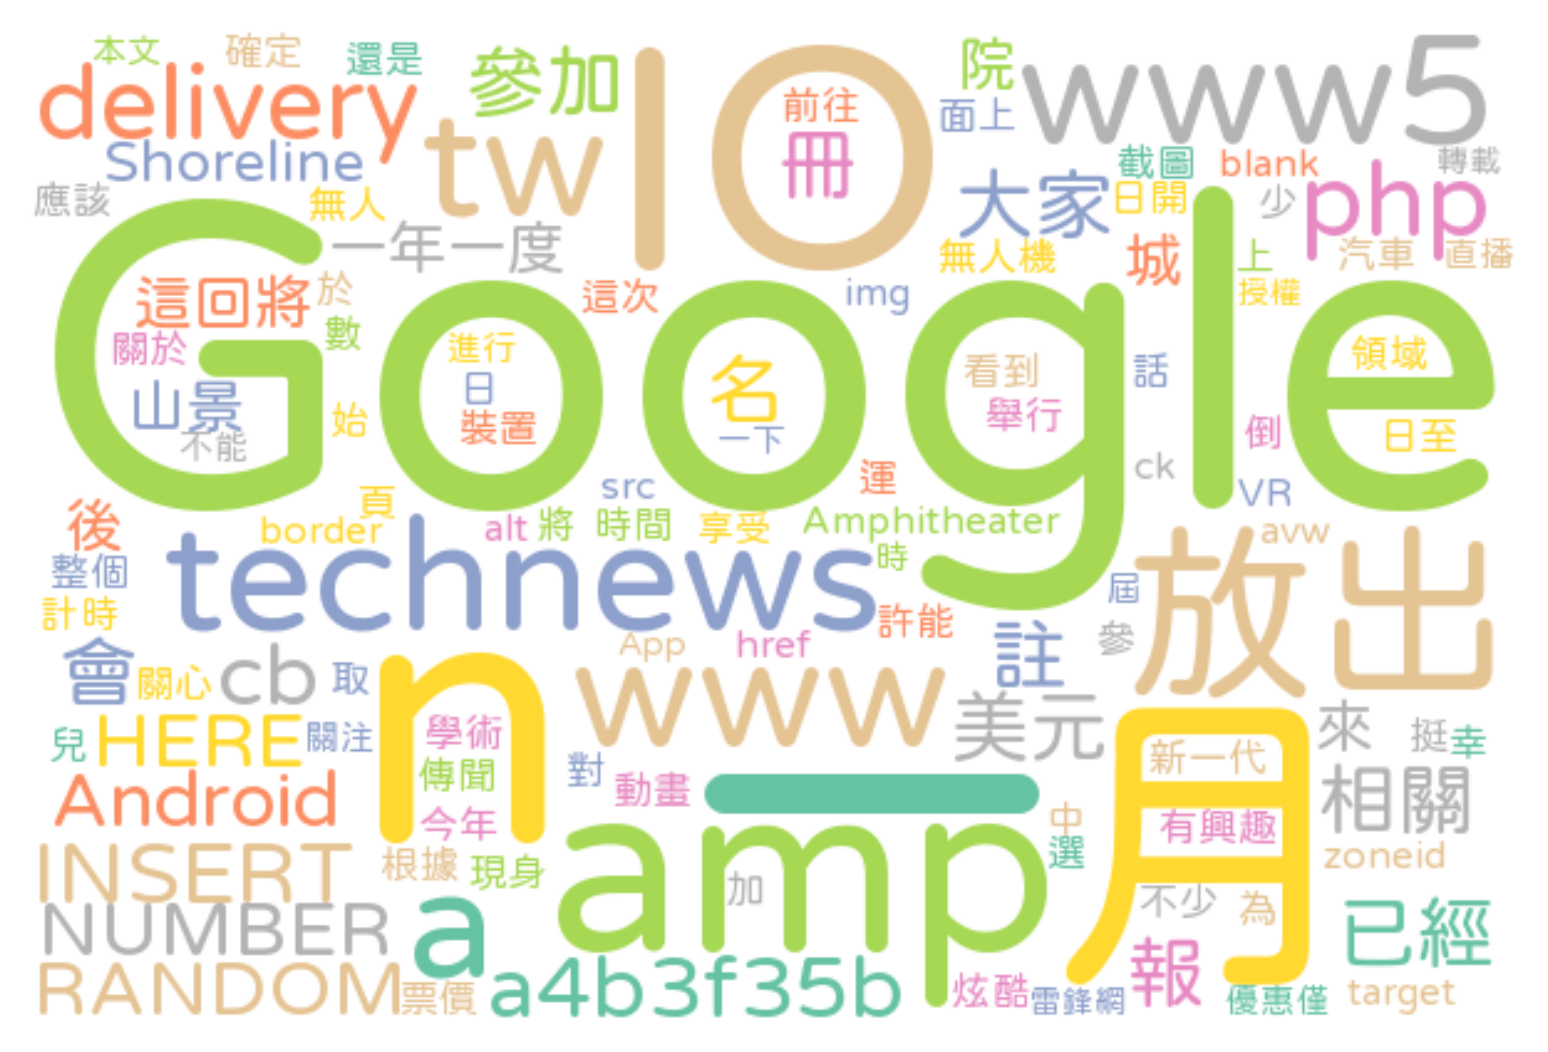 本文 確定 還是 參加 IO 院 www5
delivery tw 前往 面上
Shoreline 冊 截圖 blank 轉載
應該 無人 大家 日開 少 php
一年一度 無人機 城 上 汽車 直播
這回將 於 這次 img 授權
Google
關於 數 進行 看到 話 領域
山景 日 名 舉行
不能 始 裝置 一下 倒 日至
頁 src 運 ck VR
後 border alt 將 時間 享受 Amphitheater avw
整個 technews 時 屆 放出
計時 許能 參
會 關心 cb 取 App href 註
n www 美元 月
兒 HERE 關注 學術 來 挺 幸
傳聞 對 動畫 一 新一代
Android 今年 中 有興趣 相關
INSERT 根據 現身 amp 選 zoneid
NUMBER a 加 不少 為 已經
RANDOM 票價 a4b3f35b 炫酷 雷鋒網 報 優惠僅 target